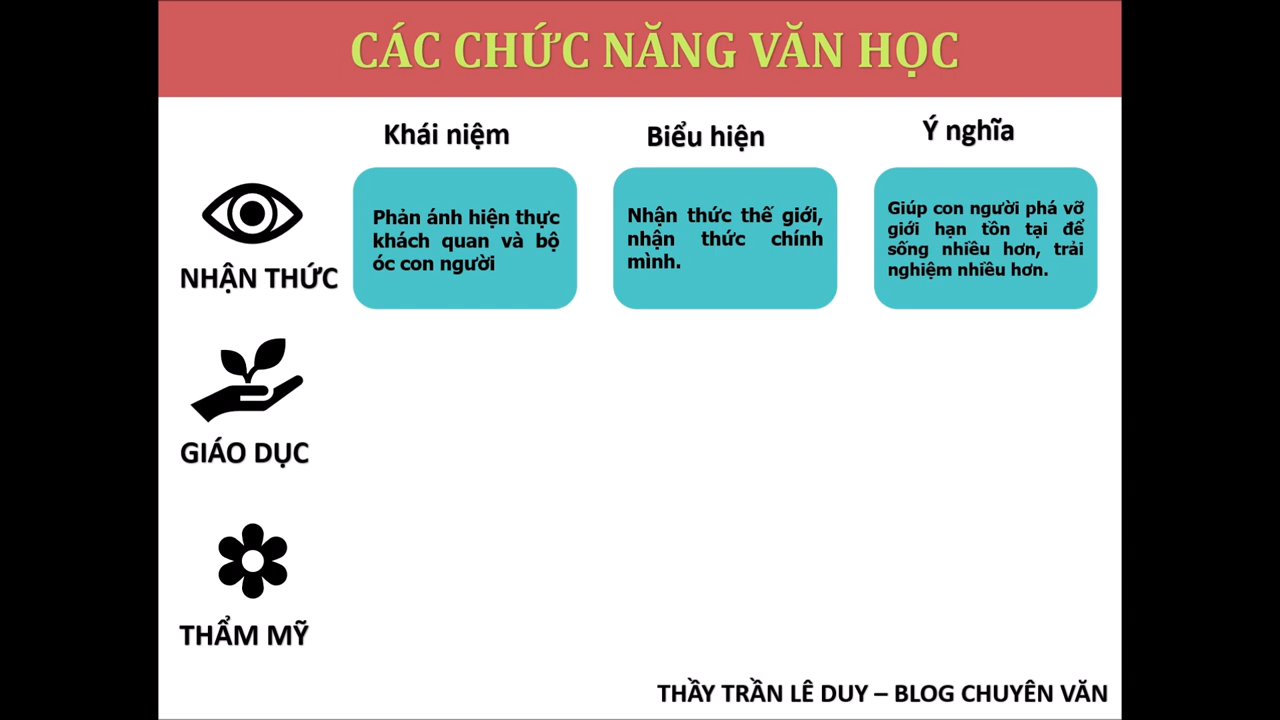 CÁC CHỨC NĂNG VĂN HỌC
Khái niệm
Biểu hiện
Ý nghĩa
NHẬN THỨC
Phản ánh hiện thực
khách quan và bộ
óc con người
Nhận thức thế giới,
nhận thức chính
mình.
Giúp con người phá vỡ
giới hạn tồn tại để
sống nhiều hơn, trải
nghiệm nhiều hơn.
GIÁO DỤC
THẨM MỸ
THẦY TRẦN LÊ DUY – BLOG CHUYÊN VĂN